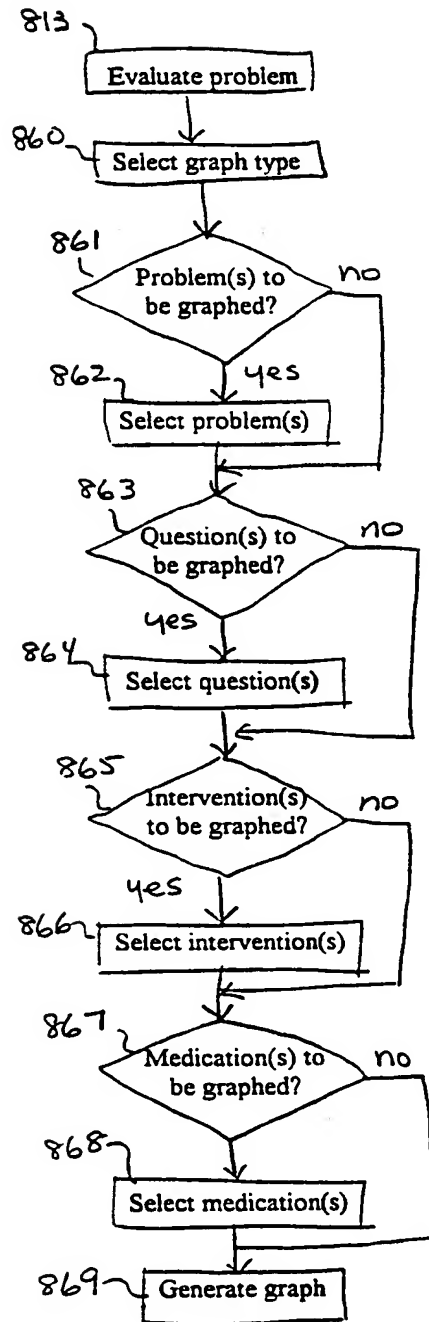 813
Evaluate problem
860
Select graph type
861
Problem(s) to
be graphed?
no
yes
862
Select problem(s)
863
Question(s) to
be graphed?
no
yes
864
Select question(s)
865
Intervention(s)
to be graphed?
no
yes
866
Select intervention(s)
867
Medication(s) to
be graphed?
no
868
Select medication(s)
869
Generate graph